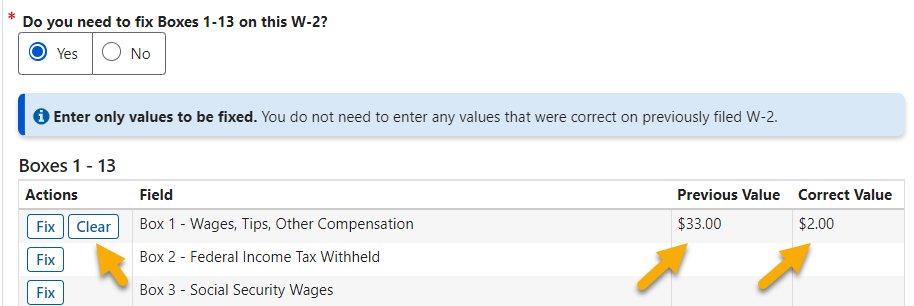 * Do you need to fix Boxes 1-13 on this W-2?
Yes No
Enter only values to be fixed. You do not need to enter any values that were correct on previously filed W-2.
Boxes 1 - 13
Actions Field Previous Value Correct Value
Fix Clear Box 1 - Wages, Tips, Other Compensation $33.00 $2.00
Fix Box 2 - Federal Income Tax Withheld
Fix Box 3 - Social Security Wages